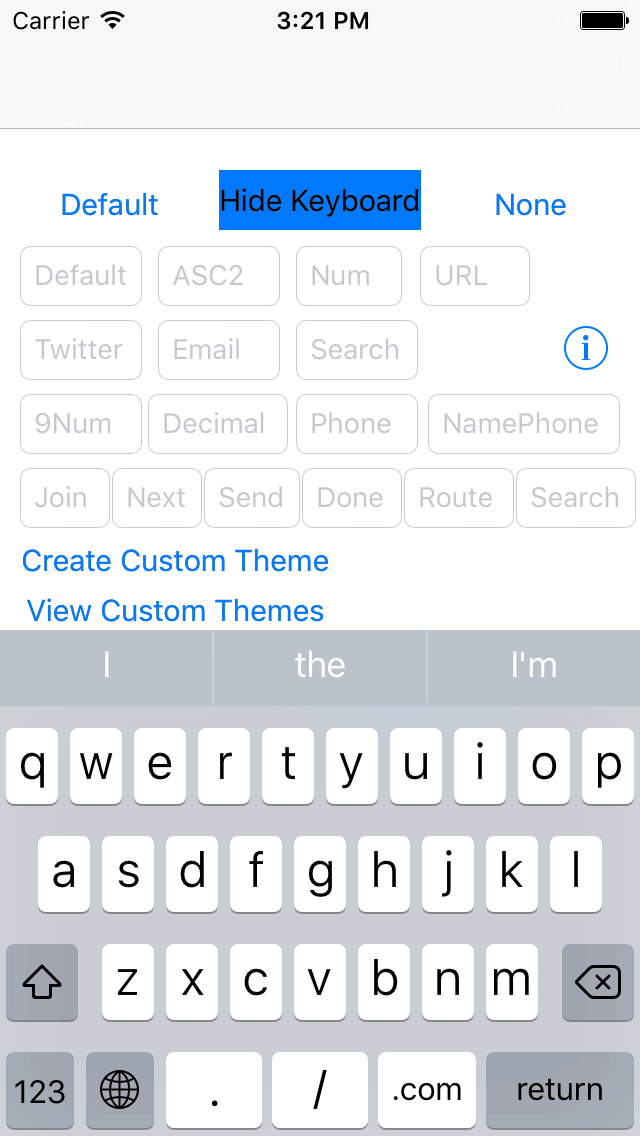 Carrier 3:21 PM
Default Hide Keyboard None
Default ASC2 Num URL
Twitter Email Search i
9Num Decimal Phone NamePhone
Join Next Send Done Route Search
Create Custom Theme
View Custom Themes
I the I'm
q w e r t y u i o p
a s d f g h j k l
z x c v b n m
123 . / .com return